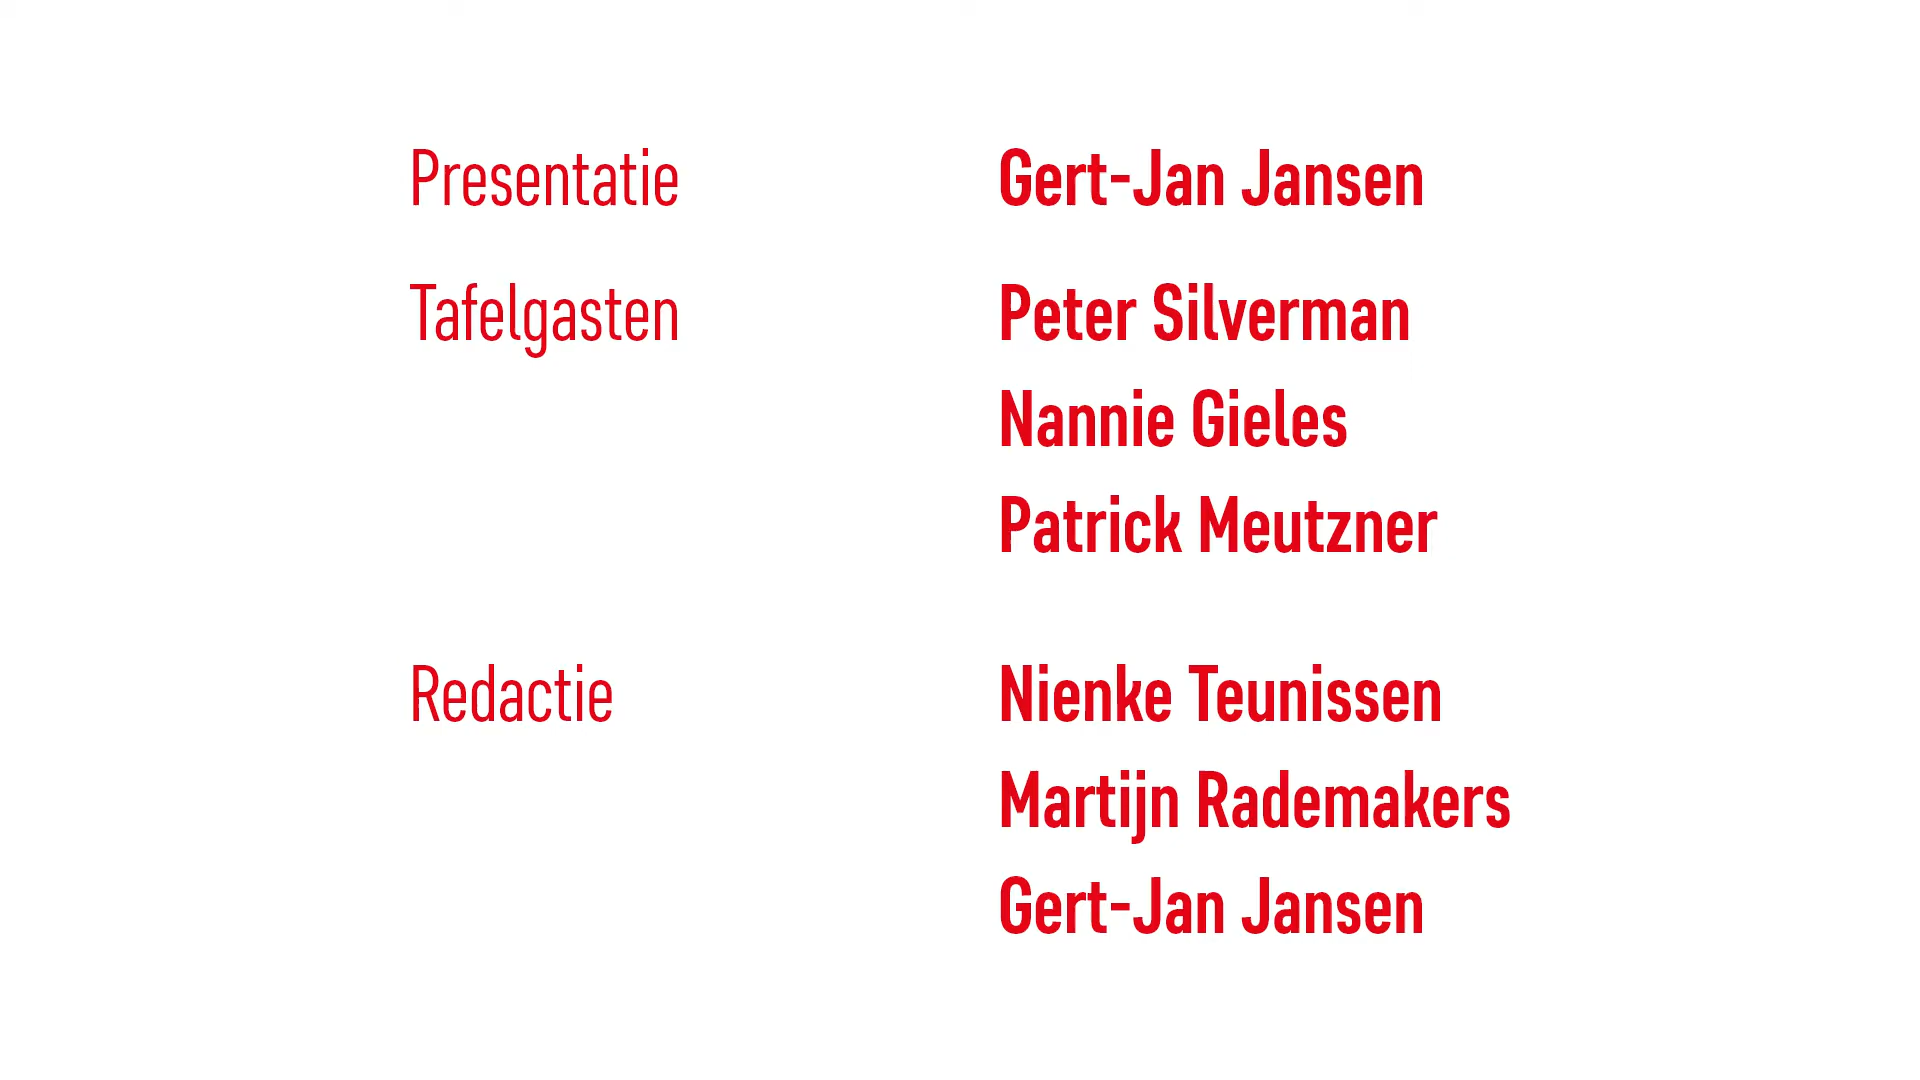 Presentatie Gert-Jan Jansen
Tafelgasten Peter Silverman
Nannie Gieles
Patrick Meutzner
Redactie Nienke Teunissen
Martijn Rademakers
Gert-Jan Jansen